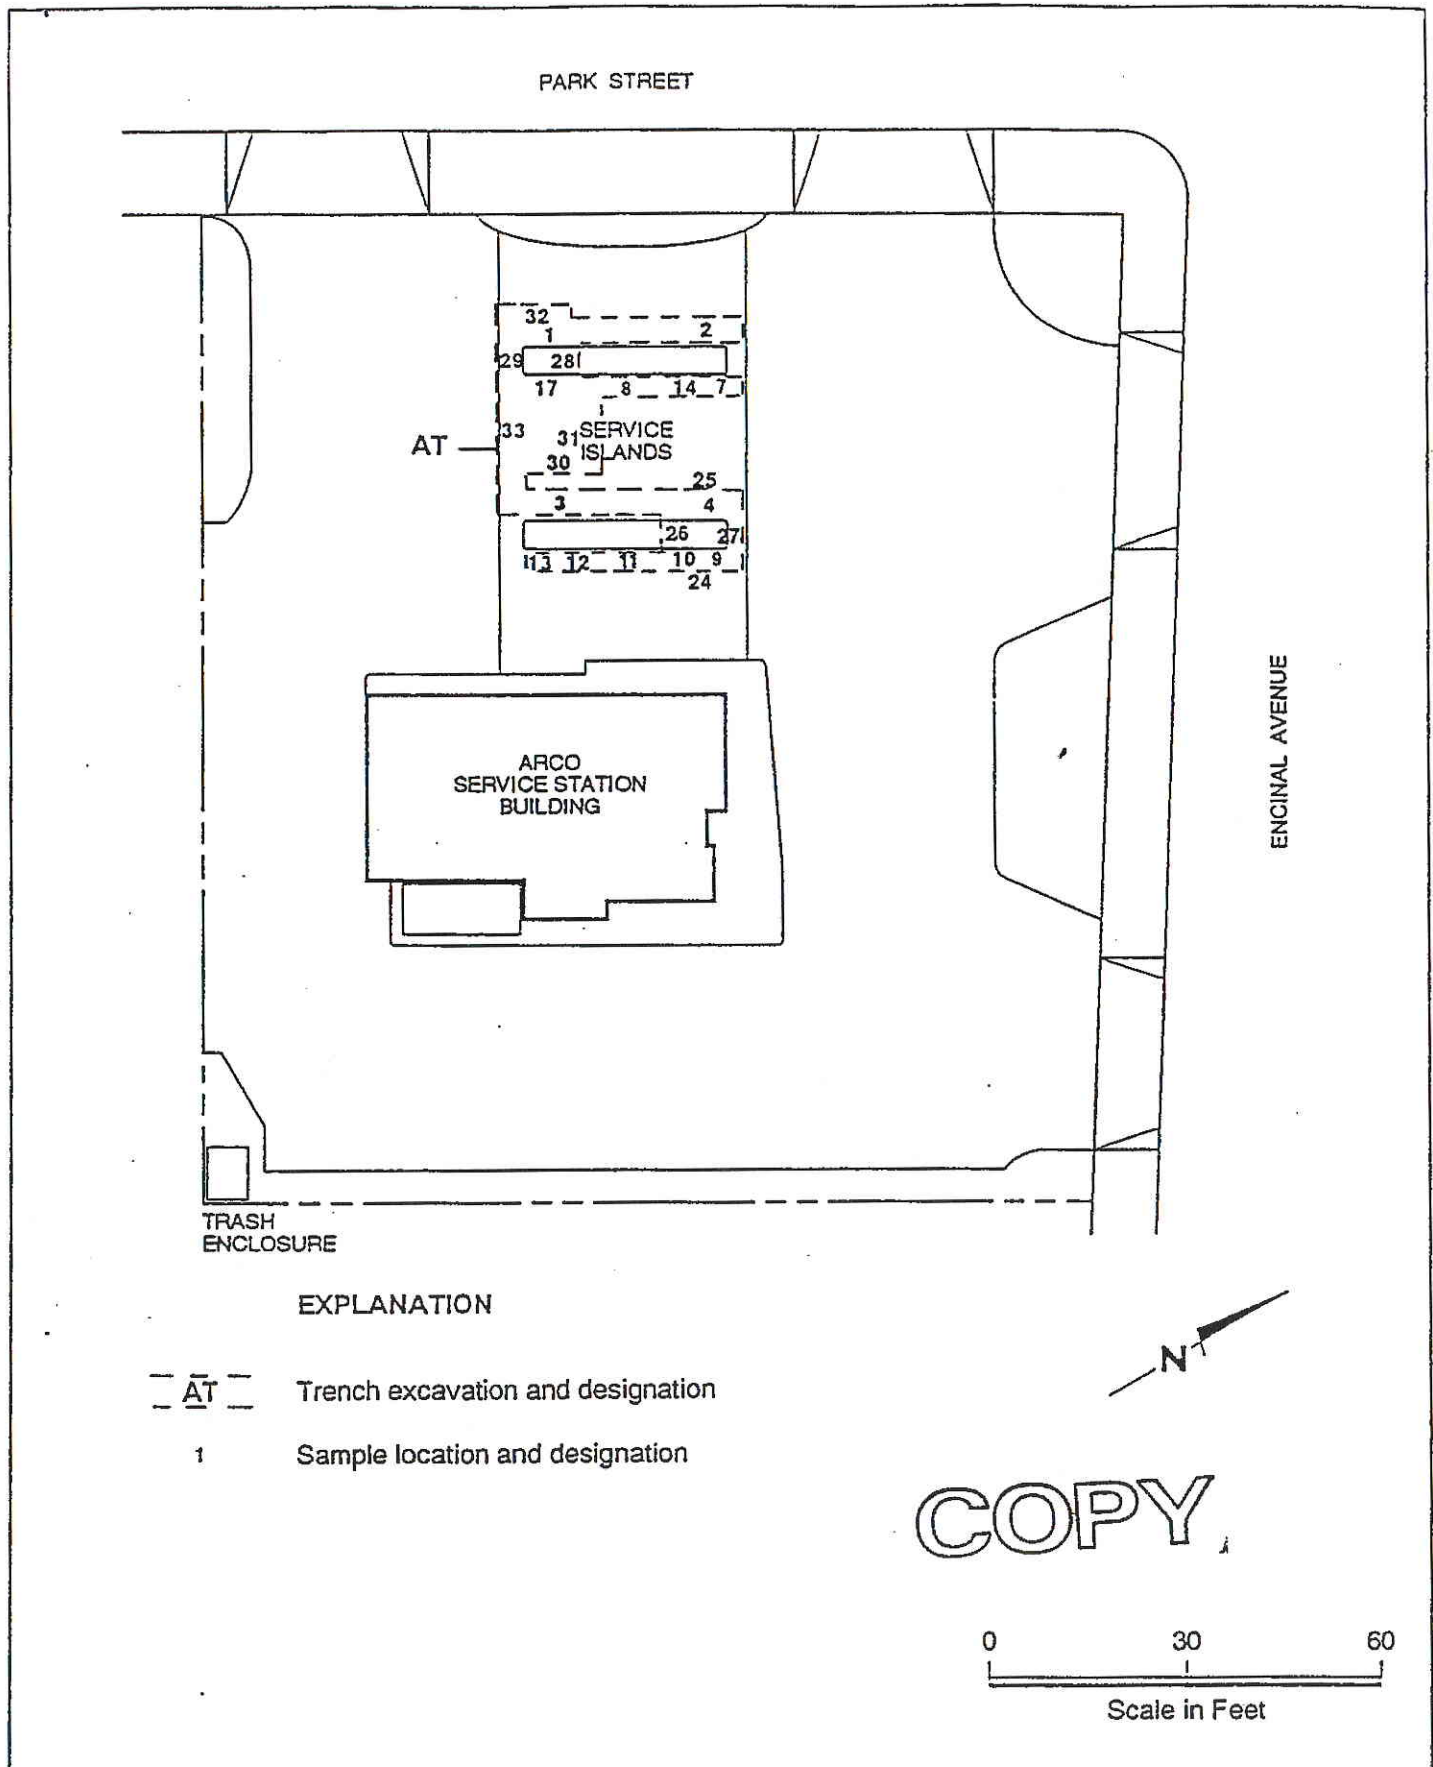 PARK STREET
32
1
2
29
28
17
8
14
7
AT
33
31
SERVICE
ISLANDS
30
25
3
4
26
27
13
12
11
10
9
24
ARCO
SERVICE STATION
BUILDING
ENCINAL AVENUE
TRASH
ENCLOSURE
EXPLANATION
AT Trench excavation and designation
1 Sample location and designation
N
COPY
0 30 60
Scale in Feet